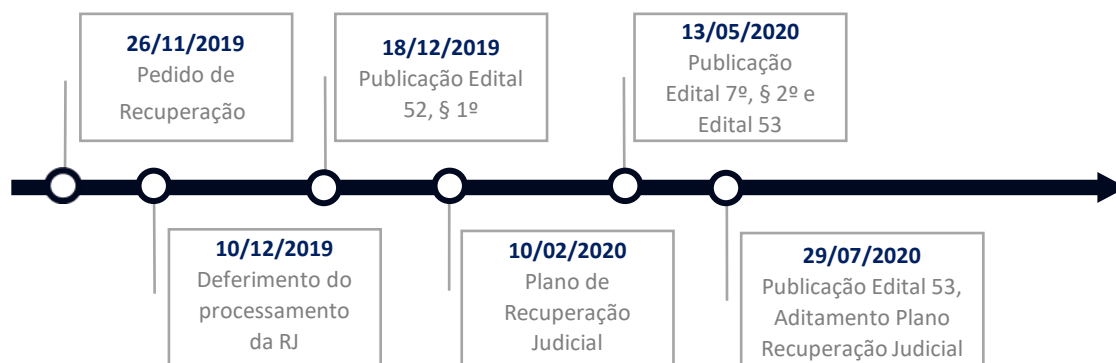 26/11/2019
Pedido de
Recuperação
18/12/2019
Publicação Edital
52, § 1º
13/05/2020
Publicação
Edital 7º, § 2º e
Edital 53
10/12/2019
Deferimento do
processamento
da RJ
10/02/2020
Plano de
Recuperação
Judicial
29/07/2020
Publicação Edital 53,
Aditamento Plano
Recuperação Judicial